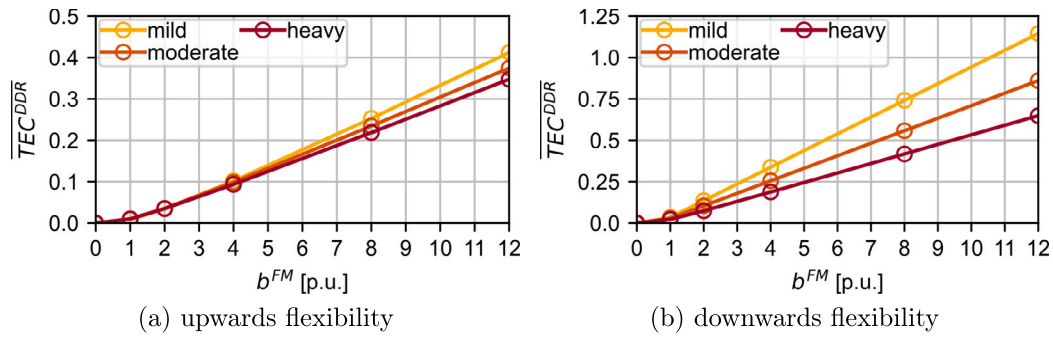 0.5
0.4
0.3
0.2
0.1
0.0
TEC^DDR
mild
heavy
moderate
0 1 2 3 4 5 6 7 8 9 10 11 12
b^FM [p.u.]
(a) upwards flexibility
1.25
1.00
0.75
0.50
0.25
0.00
TEC^DDR
mild
heavy
moderate
0 1 2 3 4 5 6 7 8 9 10 11 12
b^FM [p.u.]
(b) downwards flexibility